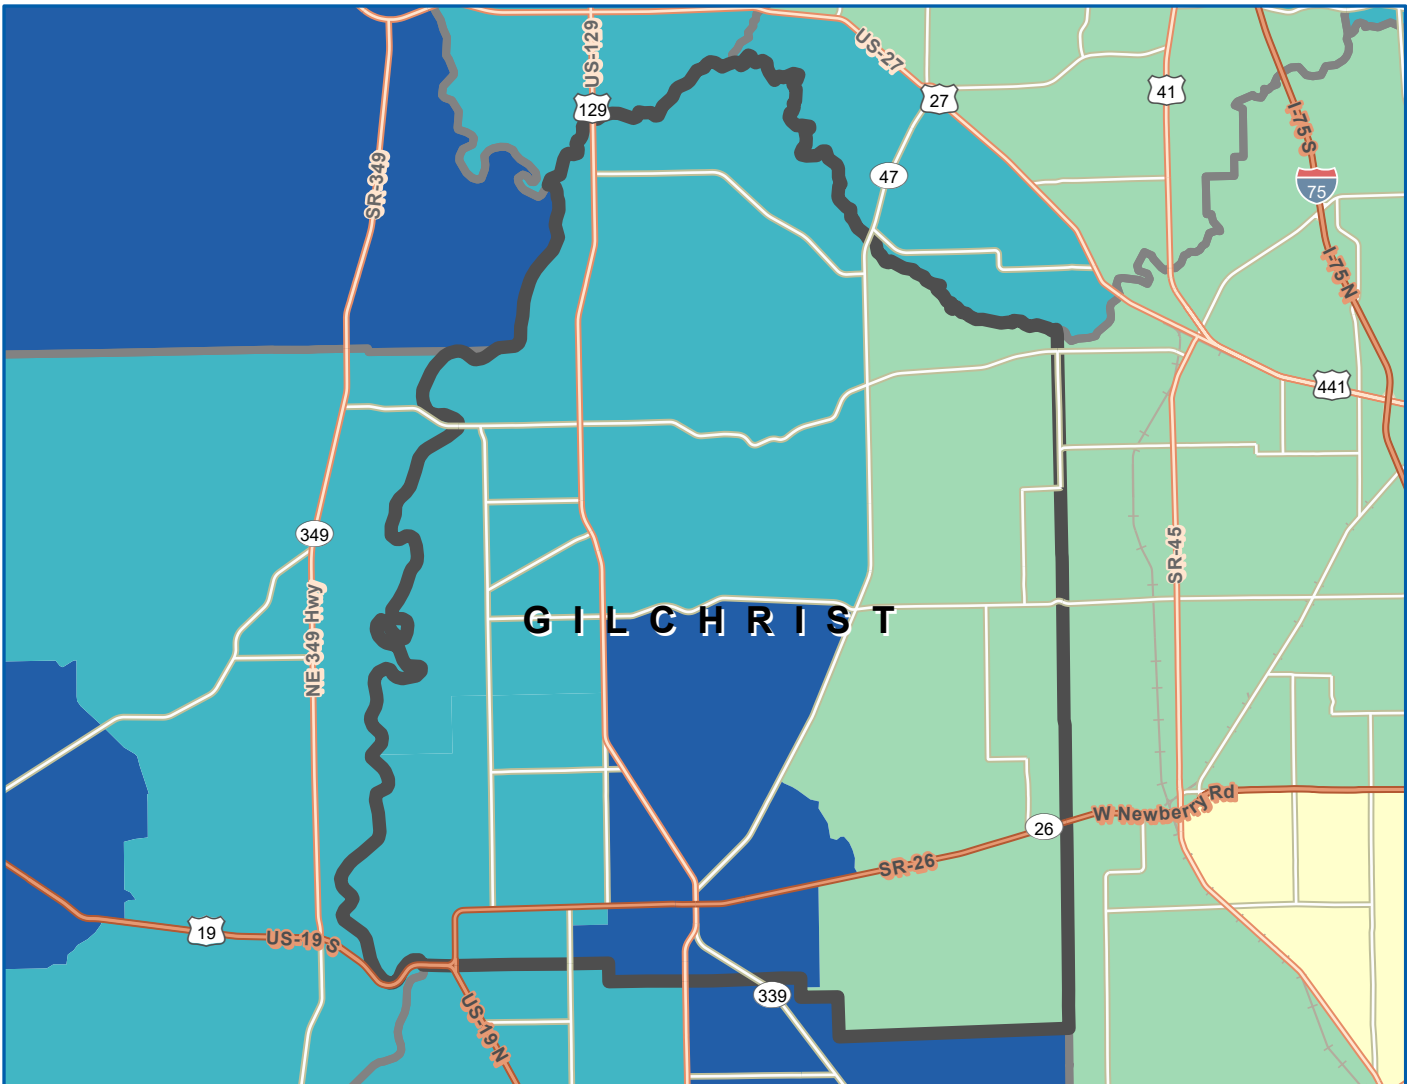 US-129
US-27
129
27
41
I-75 S
47
SR-349
75
I-75-N
441
349
SR-45
NE 349 Hwy
GILCHRIST
W Newberry Rd
26
SR-26
19
US-19 S
339
US-19-N